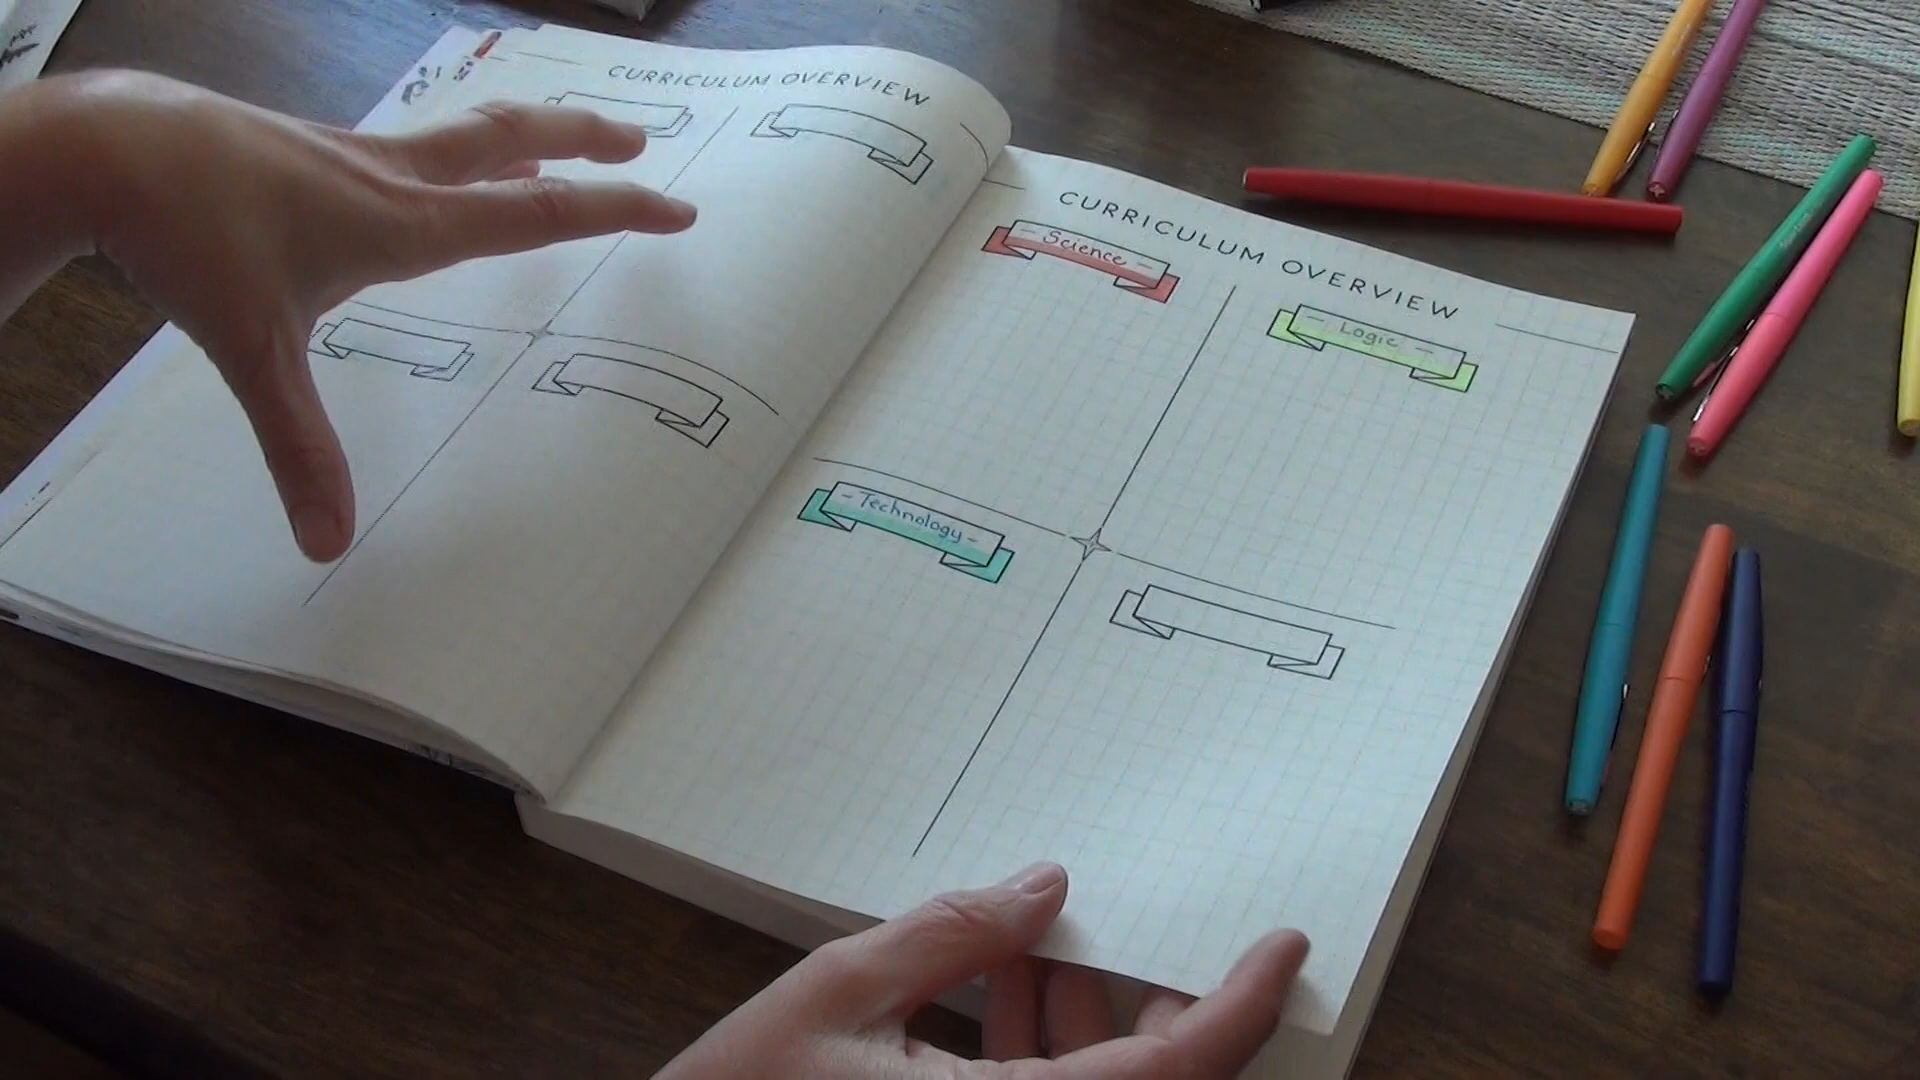 CURRICULUM OVERVIEW
CURRICULUM OVERVIEW
- Science -
- Logic -
- Technology -